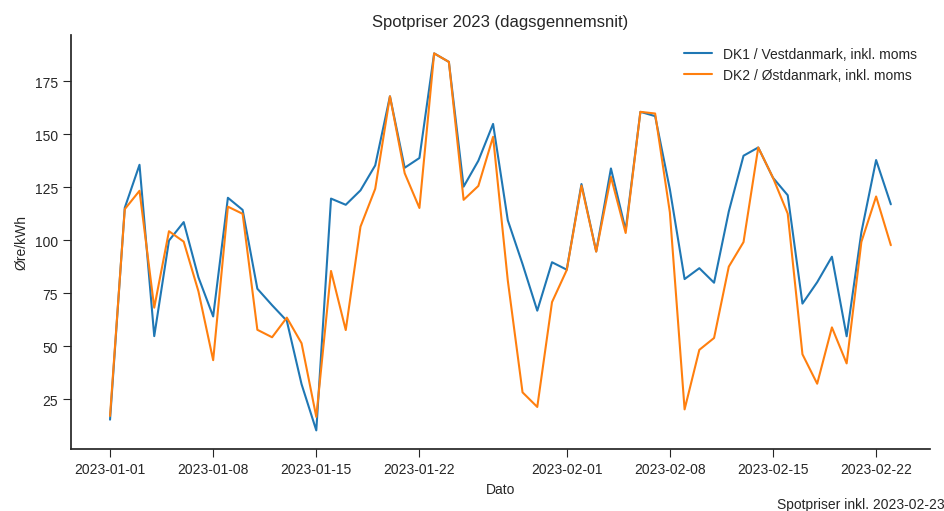 Spotpriser 2023 (dagsgennemsnit)
DK1 / Vestdanmark, inkl. moms
DK2 / Østdanmark, inkl. moms
Øre/kWh
175
150
125
100
75
50
25
2023-01-01 2023-01-08 2023-01-15 2023-01-22 2023-02-01 2023-02-08 2023-02-15 2023-02-22
Dato
Spotpriser inkl. 2023-02-23